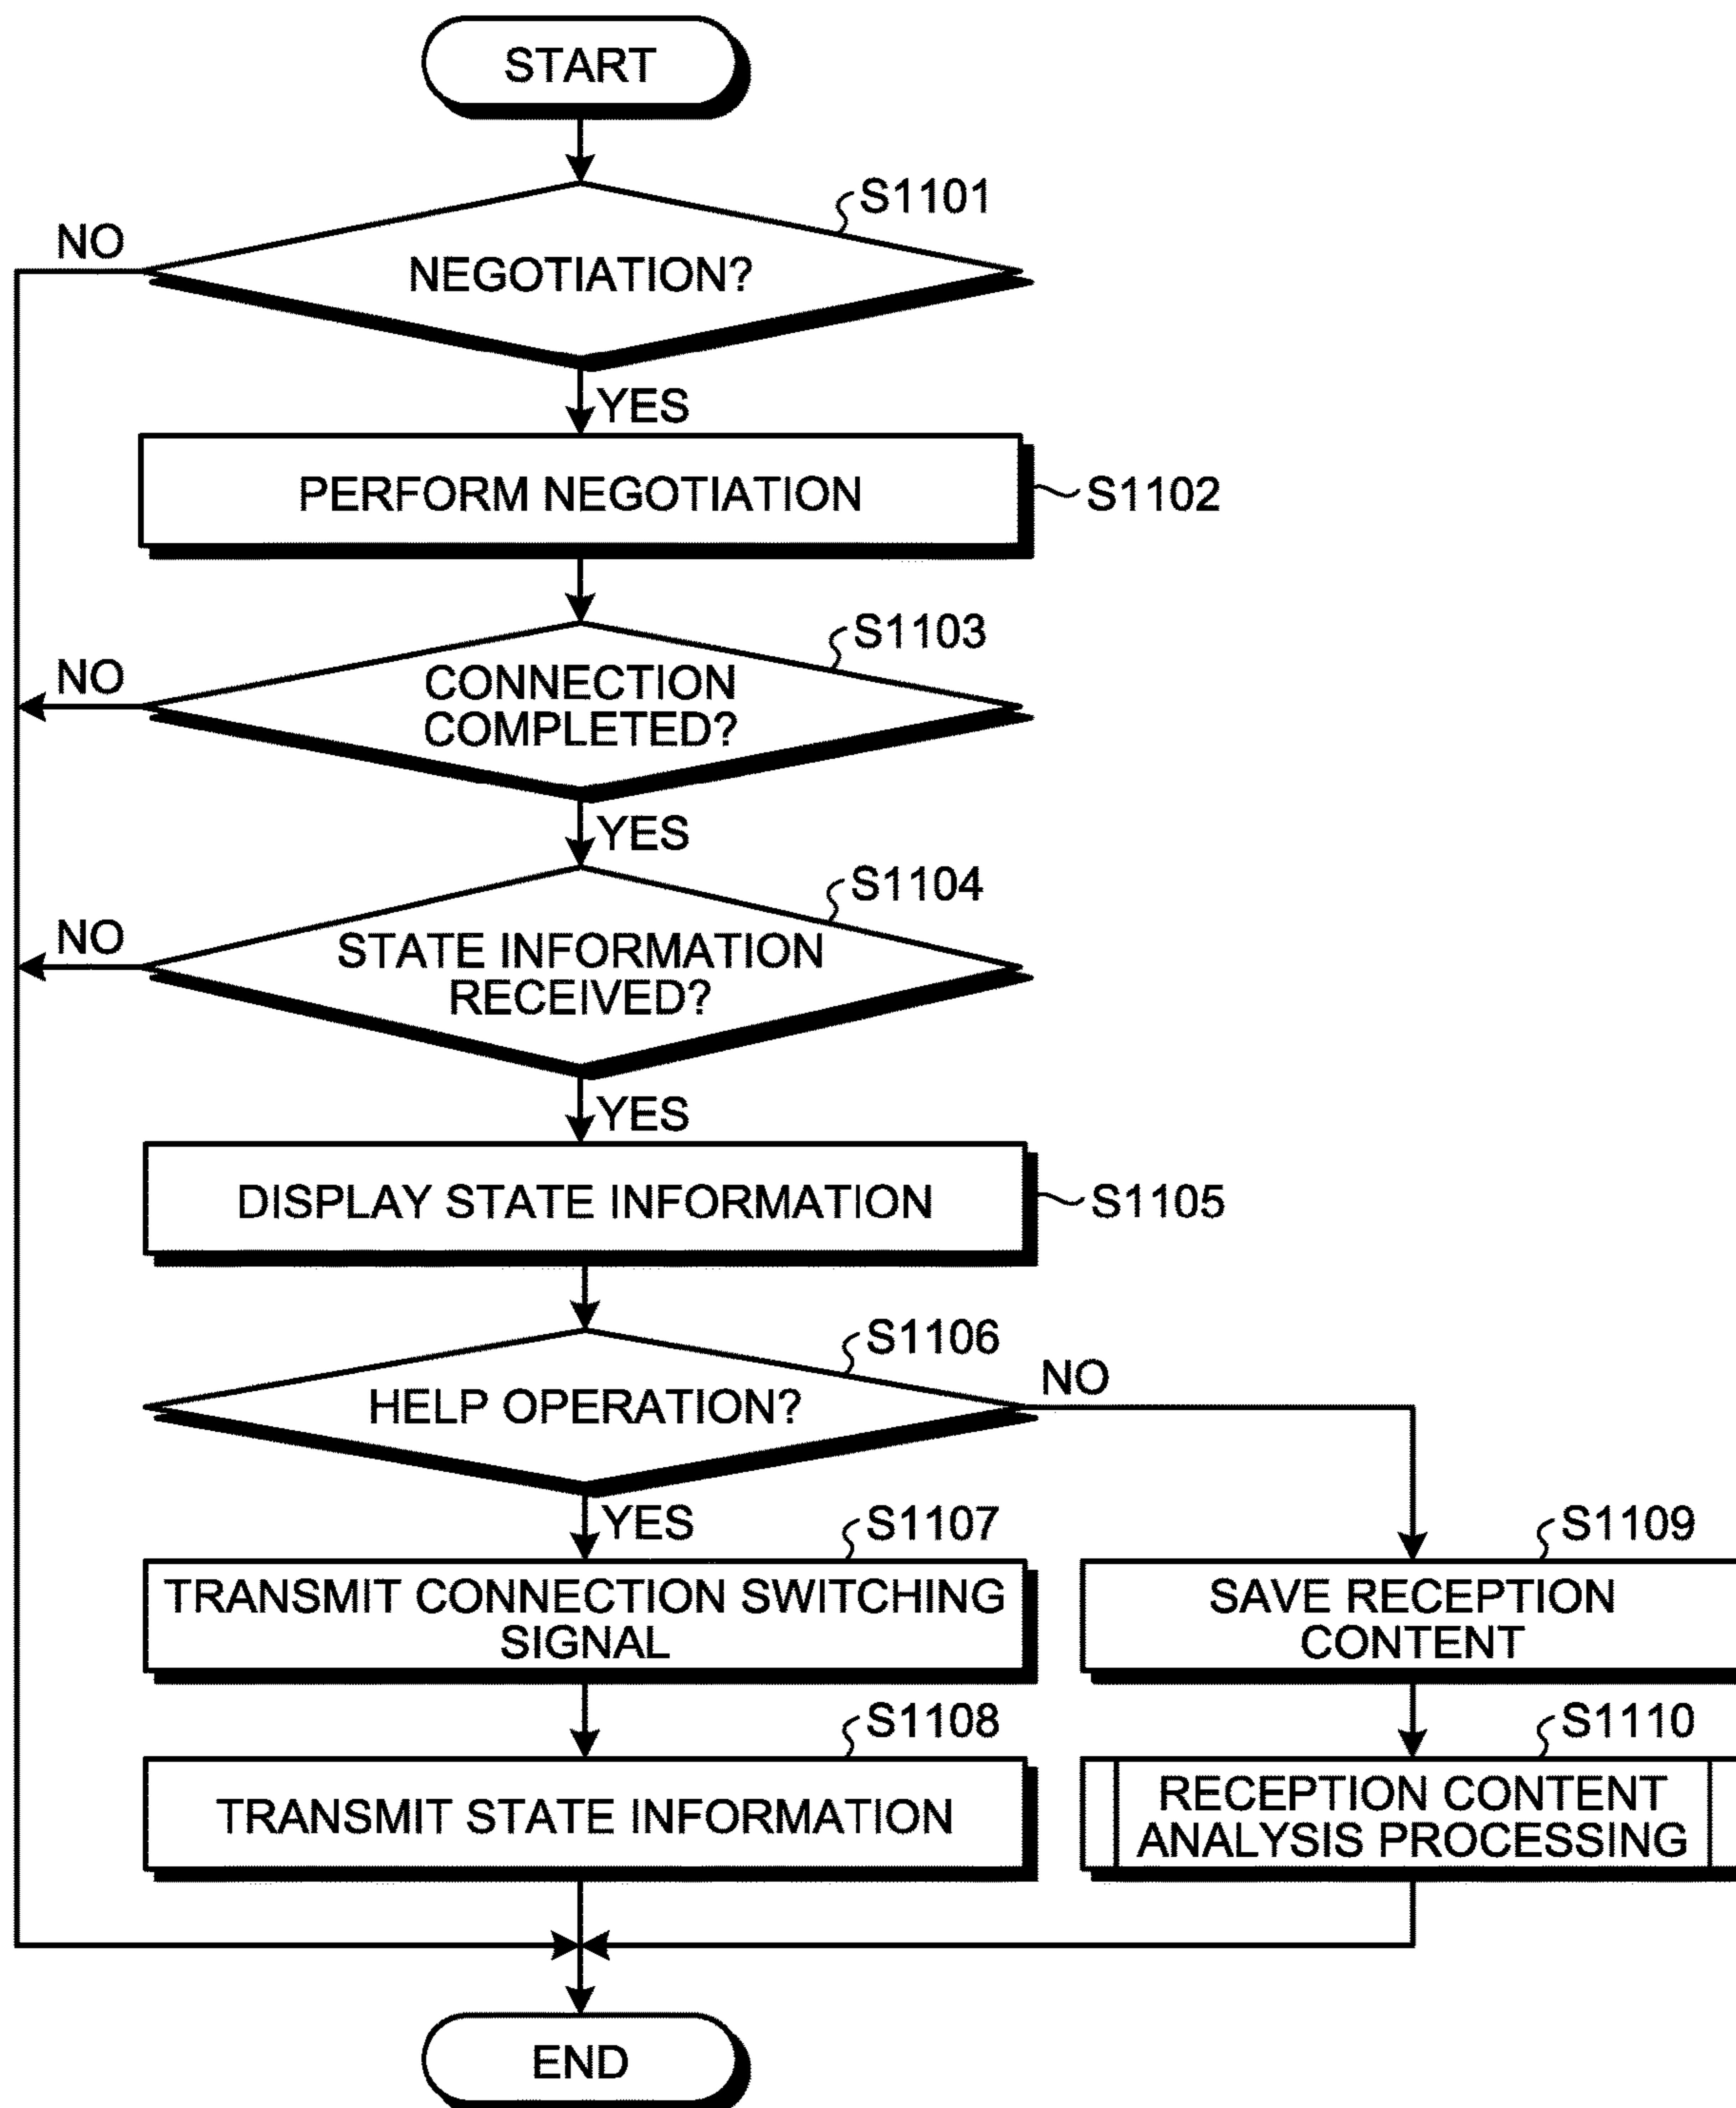 START
S1101
NO
NEGOTIATION?
YES
PERFORM NEGOTIATION
S1102
S1103
NO
CONNECTION
COMPLETED?
YES
S1104
NO
STATE INFORMATION
RECEIVED?
YES
DISPLAY STATE INFORMATION
S1105
S1106
NO
HELP OPERATION?
YES
S1107
TRANSMIT CONNECTION SWITCHING
SIGNAL
S1109
SAVE RECEPTION
CONTENT
S1108
TRANSMIT STATE INFORMATION
S1110
RECEPTION CONTENT
ANALYSIS PROCESSING
END